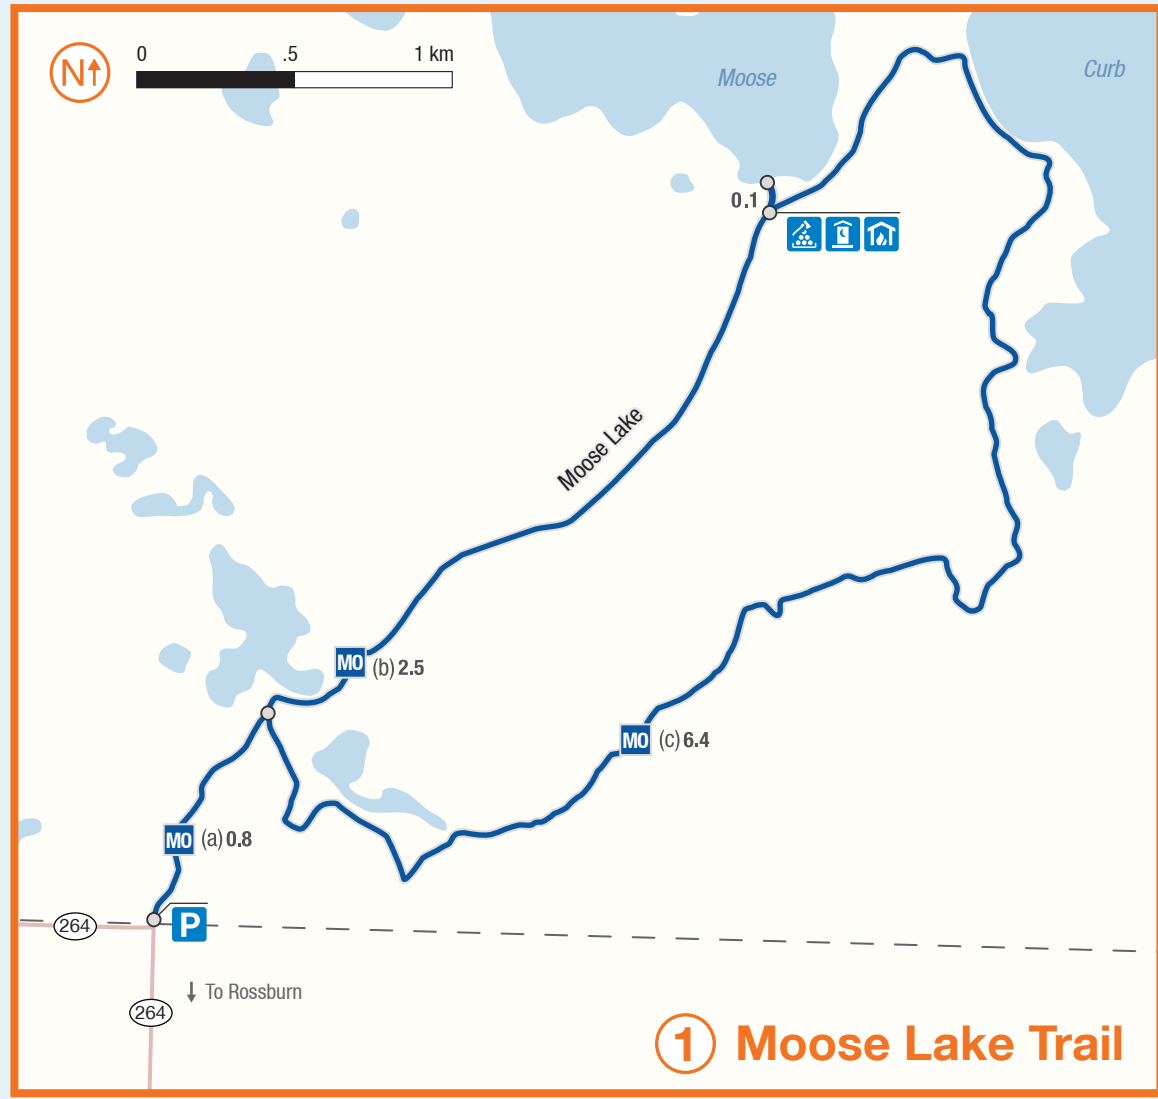 N
0 .5 1 km
Moose
Curb
0.1
Moose Lake
MO (b) 2.5
MO (c) 6.4
MO (a) 0.8
P
264
To Rossburn
264
1 Moose Lake Trail